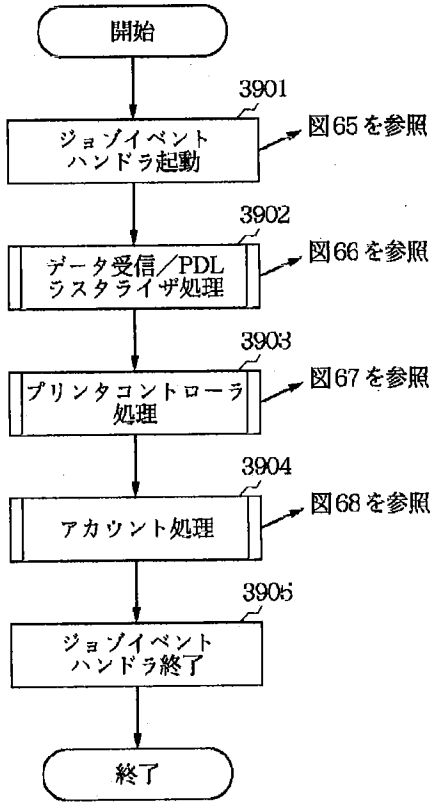 開始
3901
ジョブイベント
ハンドラ起動
図65を参照
3902
データ受信／PDL
ラスタライザ処理
図66を参照
3903
プリンタコントローラ
処理
図67を参照
3904
アカウント処理
図68を参照
3905
ジョブイベント
ハンドラ終了
終了